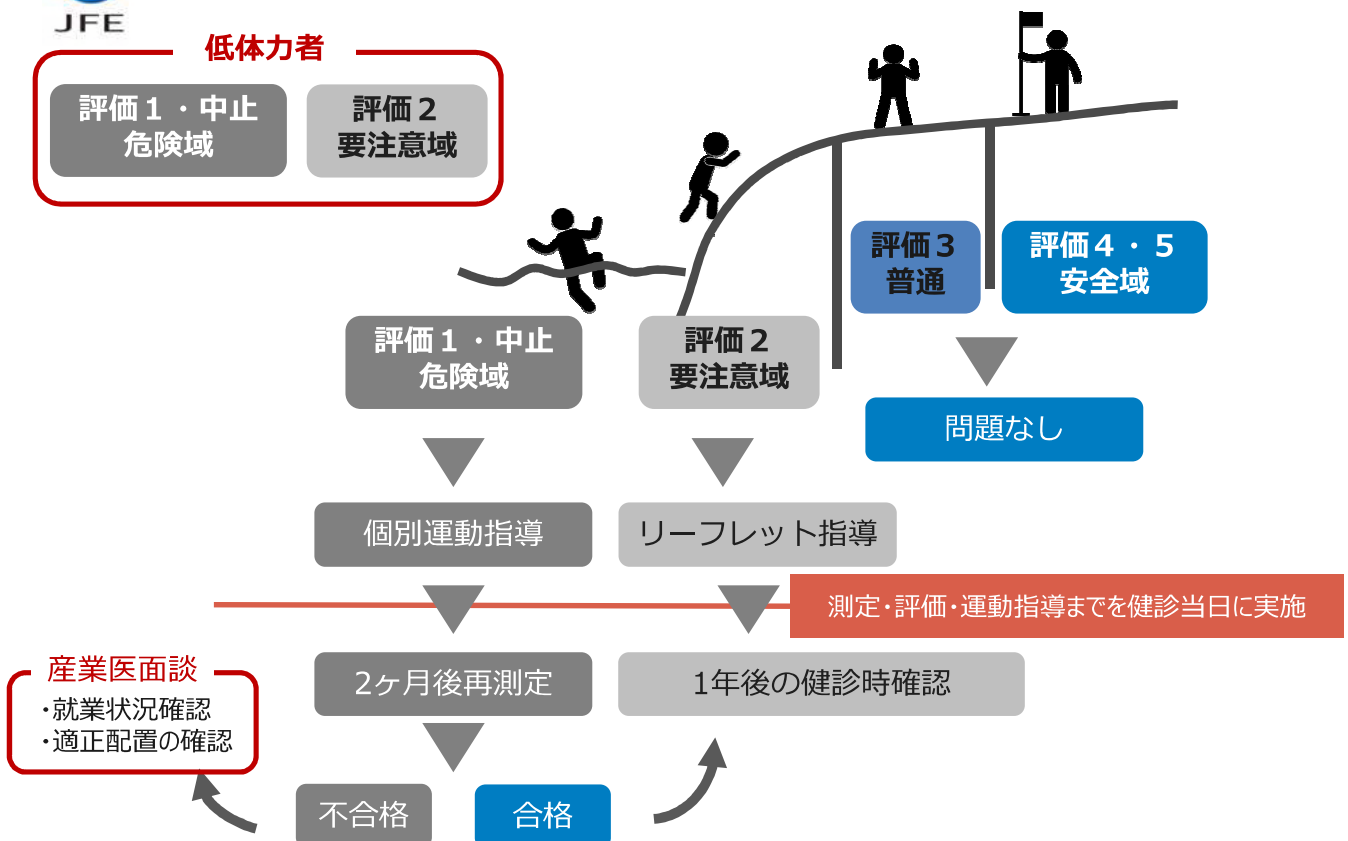 JFE
低体力者
評価１・中止
危険域
評価２
要注意域
評価３
普通
評価４・５
安全域
評価１・中止
危険域
評価２
要注意域
問題なし
個別運動指導
リーフレット指導
測定・評価・運動指導までを健診当日に実施
産業医面談
・就業状況確認
・適正配置の確認
2ヶ月後再測定
1年後の健診時確認
不合格
合格